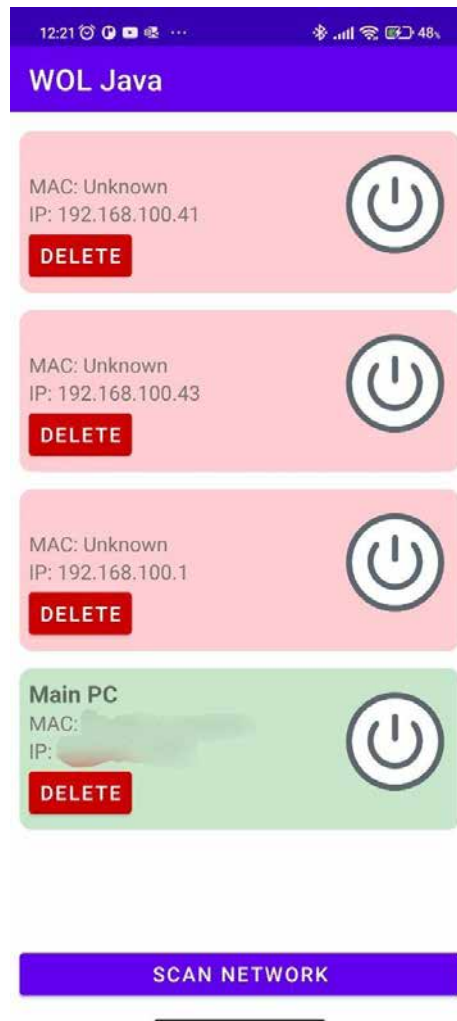 12:21 ... 48%
WOL Java
MAC: Unknown
IP: 192.168.100.41
DELETE
MAC: Unknown
IP: 192.168.100.43
DELETE
MAC: Unknown
IP: 192.168.100.1
DELETE
Main PC
MAC:
IP:
DELETE
SCAN NETWORK